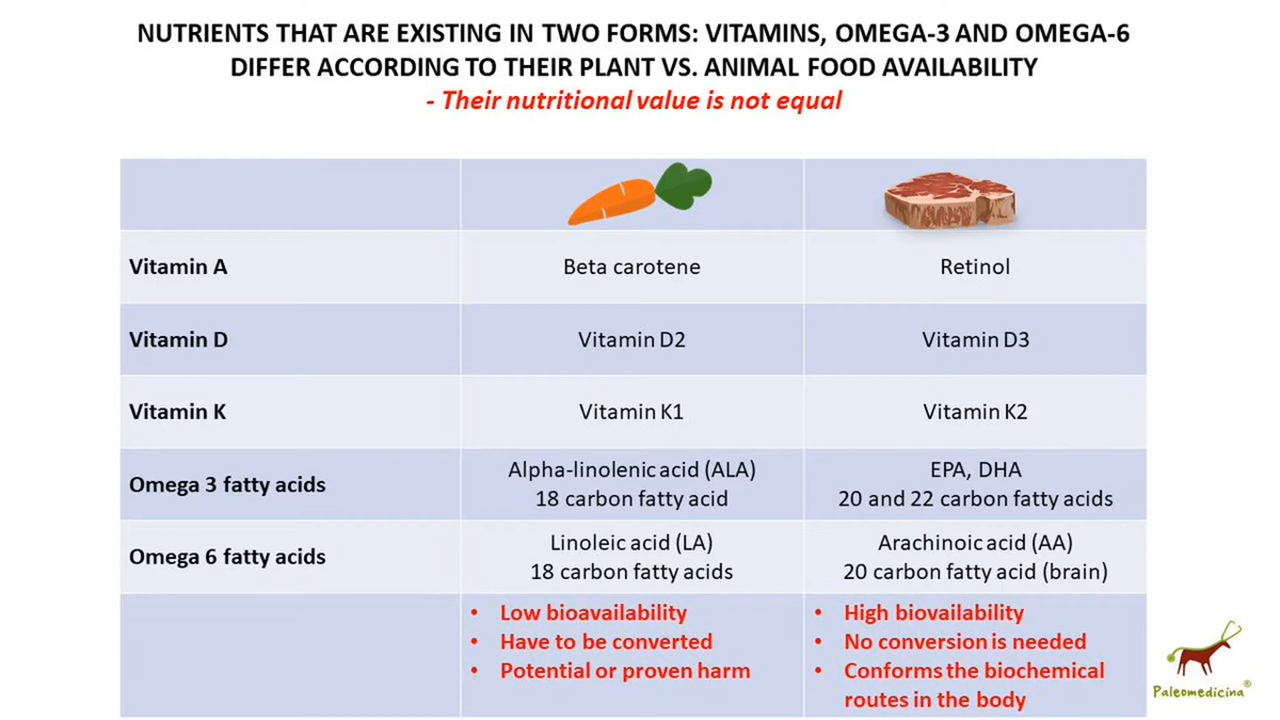 NUTRIENTS THAT ARE EXISTING IN TWO FORMS: VITAMINS, OMEGA-3 AND OMEGA-6
DIFFER ACCORDING TO THEIR PLANT VS. ANIMAL FOOD AVAILABILITY
- Their nutritional value is not equal
Vitamin A
Beta carotene
Retinol
Vitamin D
Vitamin D2
Vitamin D3
Vitamin K
Vitamin K1
Vitamin K2
Omega 3 fatty acids
Alpha-linolenic acid (ALA)
18 carbon fatty acid
EPA, DHA
20 and 22 carbon fatty acids
Omega 6 fatty acids
Linoleic acid (LA)
18 carbon fatty acids
Arachinoic acid (AA)
20 carbon fatty acid (brain)
• Low bioavailability
• Have to be converted
• Potential or proven harm
• High biovailability
• No conversion is needed
• Conforms the biochemical
routes in the body
Paleomedicina®